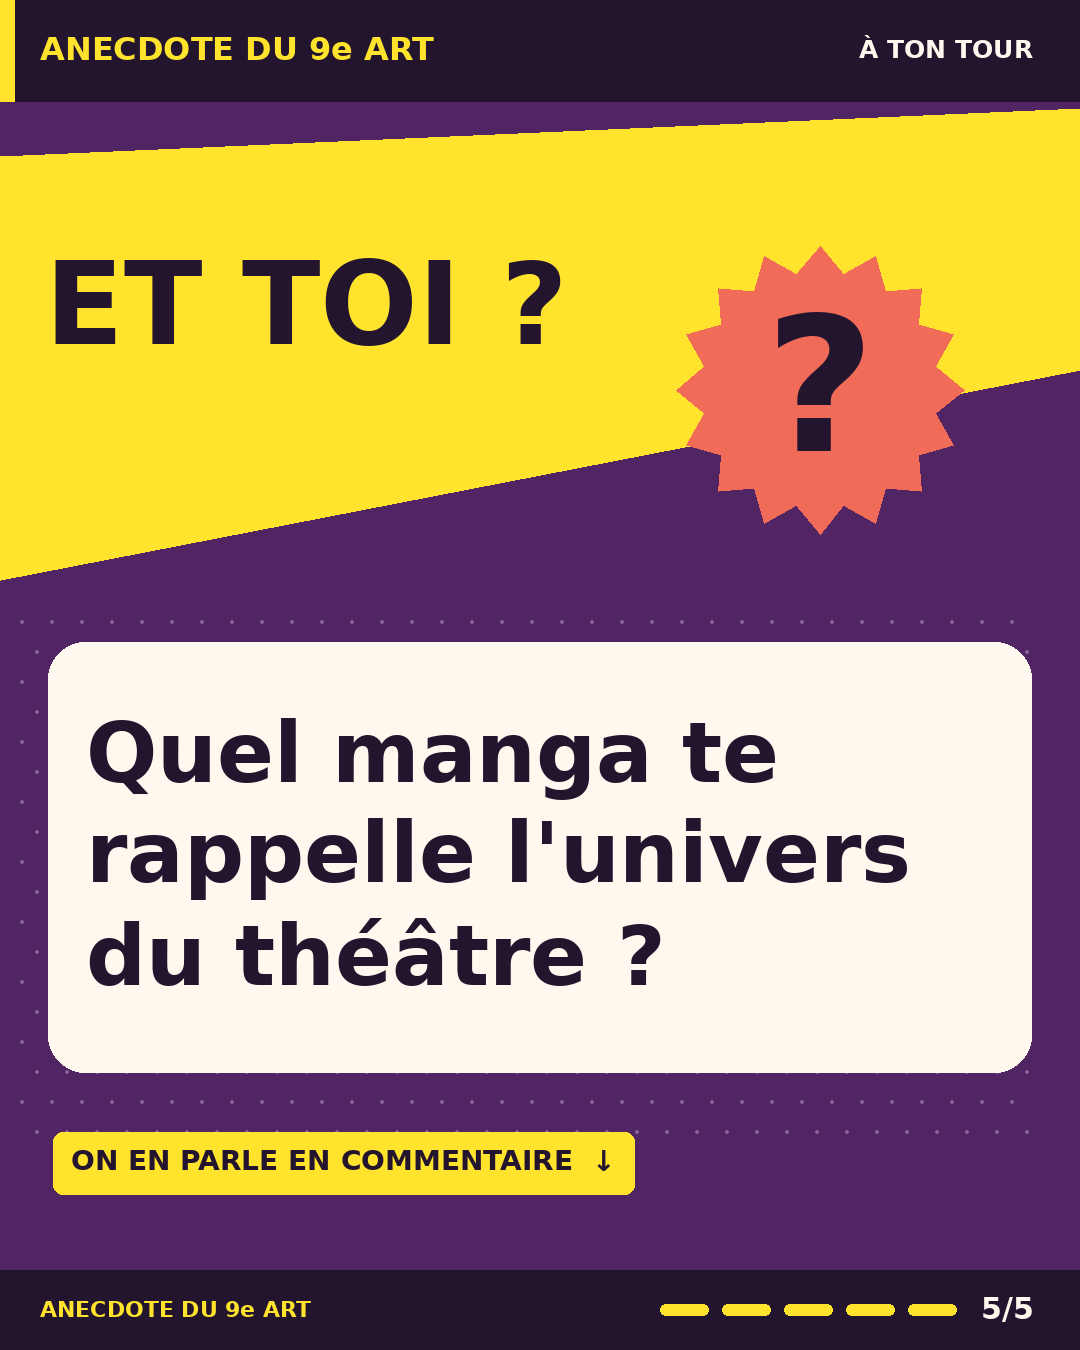 ANECDOTE DU 9e ART
À TON TOUR
ET TOI ?
?
Quel manga te
rappelle l'univers
du théâtre ?
ON EN PARLE EN COMMENTAIRE ↓
ANECDOTE DU 9e ART
5/5